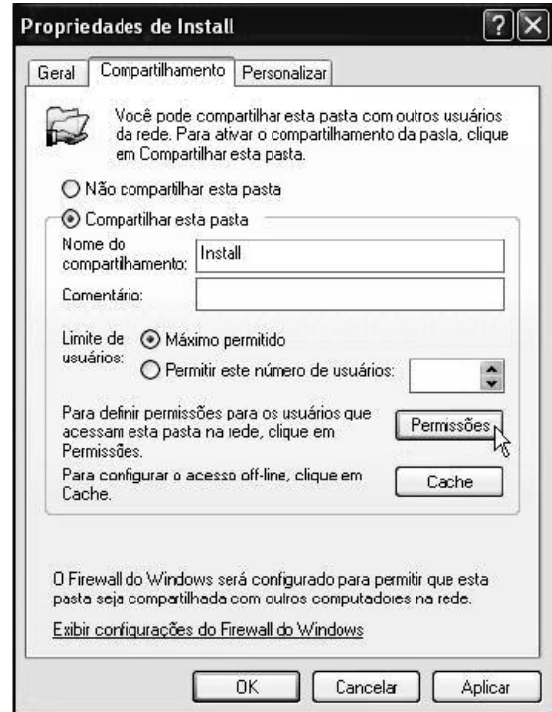 Propriedades de Install
Geral Compartilhamento Personalizar
Você pode compartilhar esta pasta com outros usuários
da rede. Para ativar o compartilhamento da pasta, clique
em Compartilhar esta pasta.
Não compartilhar esta pasta
Compartilhar esta pasta
Nome do
compartilhamento: Install
Comentário:
Limite de
usuários: Máximo permitido
Permitir este número de usuários:
Para definir permissões para os usuários que
acessam esta pasta na rede, clique em
Permissões.
Permissões
Para configurar o acesso off-line, clique em
Cache.
Cache
O Firewall do Windows será configurado para permitir que esta
pasta seja compartilhada com outros computadores na rede.
Exibir configurações do Firewall do Windows
OK Cancelar Aplicar